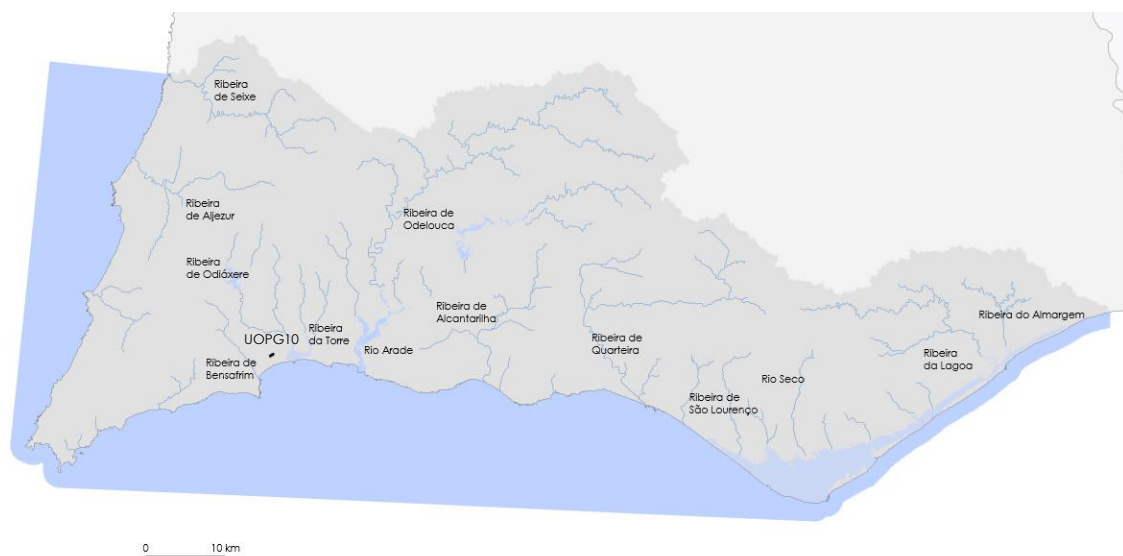 Ribeira
de Seixe
Ribeira
de Aljezur
Ribeira de
Odelouca
Ribeira
de Odiáxere
Ribeira de
Alcantarilha
Ribeira do Almargem
UOPG10
Ribeira
da Torre
Rio Arade
Ribeira de
Quarteira
Ribeira
da Lagoa
Ribeira de
Bensafrim
Rio Seco
Ribeira de
São Lourenço
0 10 km